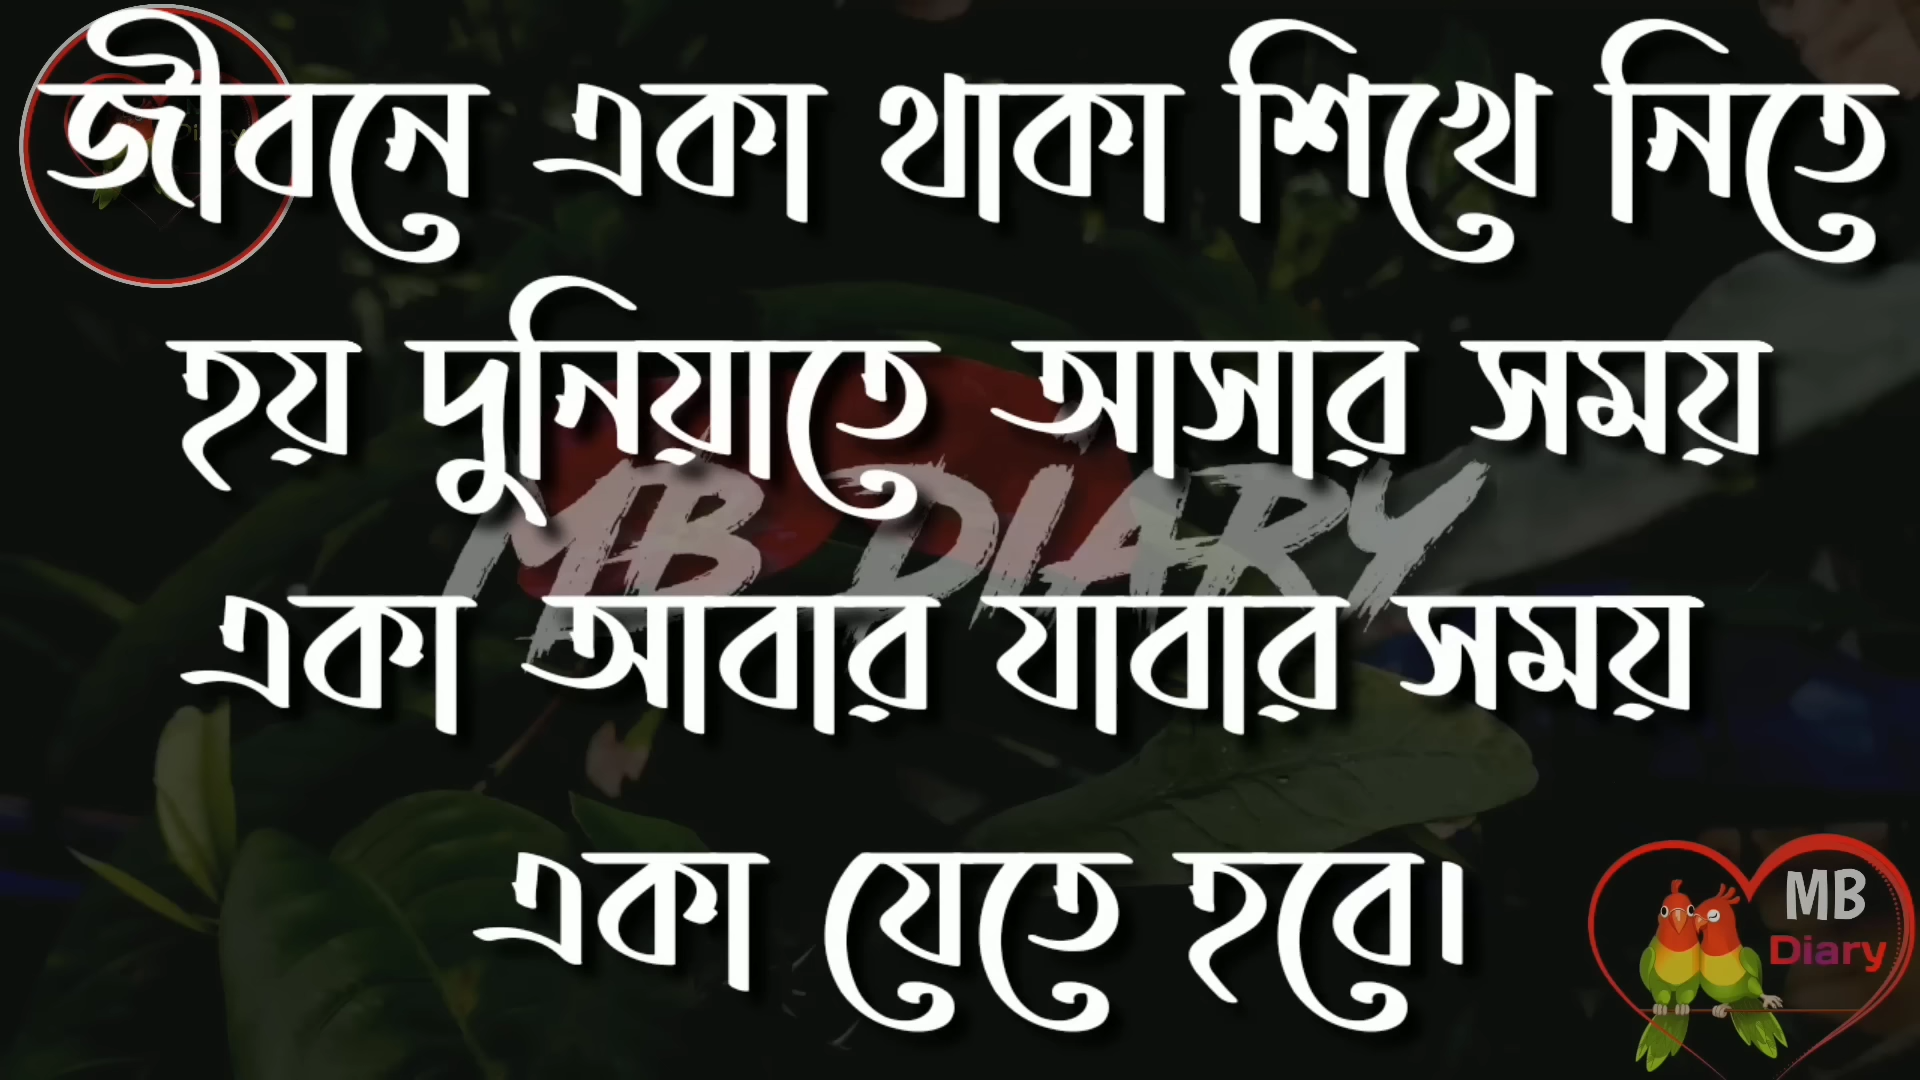 জীবনে একা থাকা শিখে নিতে
হয় দুনিয়াতে আসার সময়
MB DIARY
একা আবার যাবার সময়
একা যেতে হবে।
MB
Diary